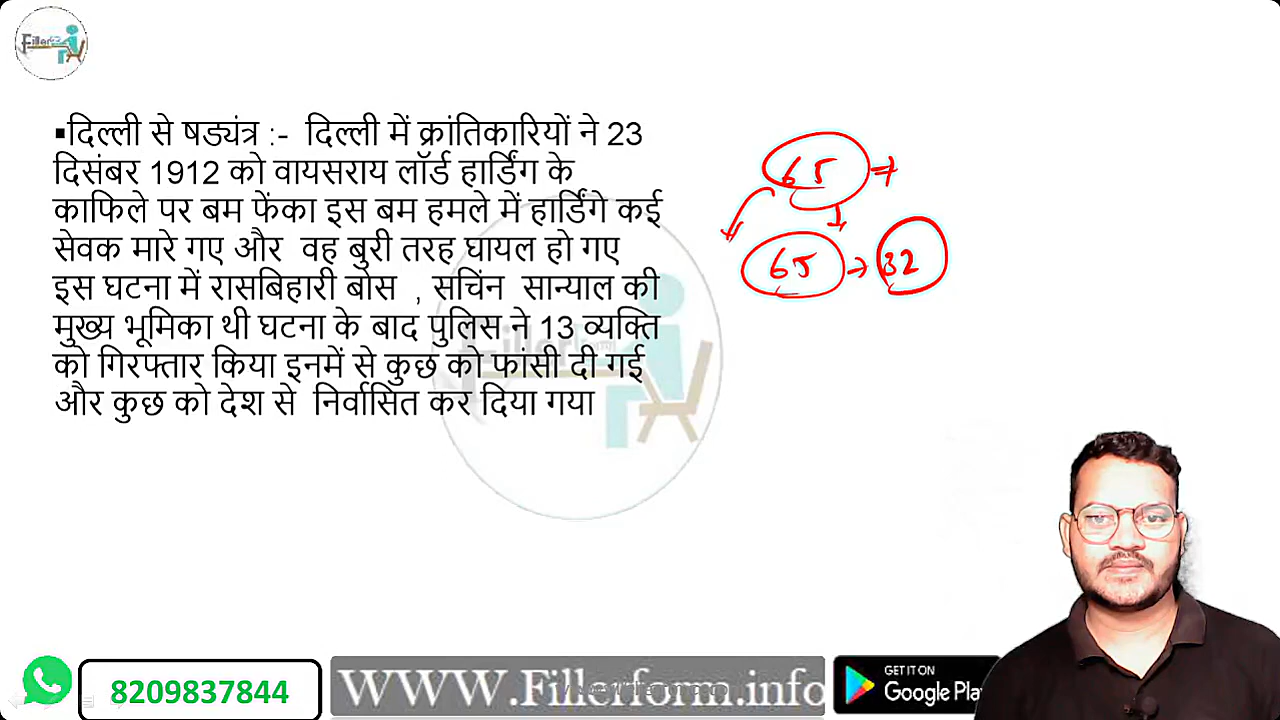 Fillerform
▪दिल्ली से षड्यंत्र :- दिल्ली में क्रांतिकारियों ने 23
दिसंबर 1912 को वायसराय लॉर्ड हार्डिंग के
काफिले पर बम फेंका इस बम हमले में हार्डिंगे कई
सेवक मारे गए और वह बुरी तरह घायल हो गए
इस घटना में रासबिहारी बोस , सचिंन सान्याल की
मुख्य भूमिका थी घटना के बाद पुलिस ने 13 व्यक्ति
को गिरफ्तार किया इनमें से कुछ को फांसी दी गई
और कुछ को देश से निर्वासित कर दिया गया
65 →
65 → 32
8209837844
WWW.Fillerform.info
GET IT ON
Google Play